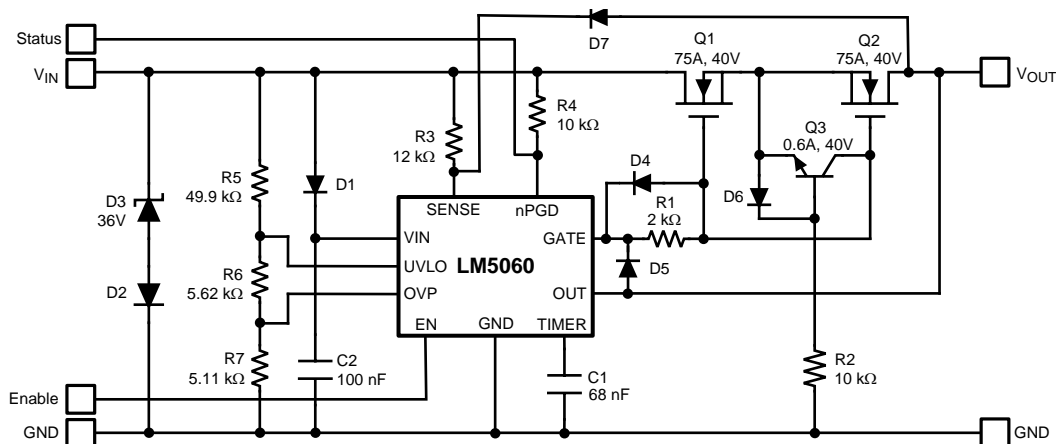 Status
D7
Q1
75A, 40V
Q2
75A, 40V
VIN
VOUT
R4
10 kΩ
R3
12 kΩ
Q3
0.6A, 40V
D3
36V
R5
49.9 kΩ
D1
D4
D6
R1
2 kΩ
SENSE
nPGD
VIN
GATE
UVLO
LM5060
D5
R6
5.62 kΩ
D2
OVP
OUT
EN
GND
TIMER
R7
5.11 kΩ
C2
100 nF
C1
68 nF
R2
10 kΩ
Enable
GND
GND